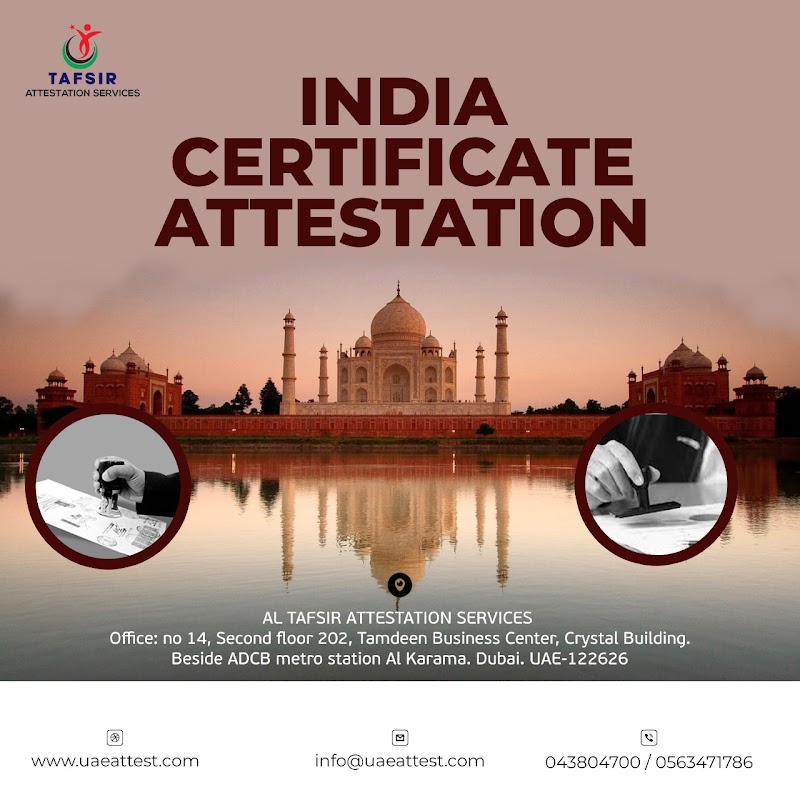 TAFSIR
ATTESTATION SERVICES
INDIA
CERTIFICATE
ATTESTATION
AL TAFSIR ATTESTATION SERVICES
Office: no 14, Second floor 202, Tamdeen Business Center, Crystal Building.
Beside ADCB metro station Al Karama. Dubai. UAE-122626
www.uaeattest.com
info@uaeattest.com
043804700 / 0563471786